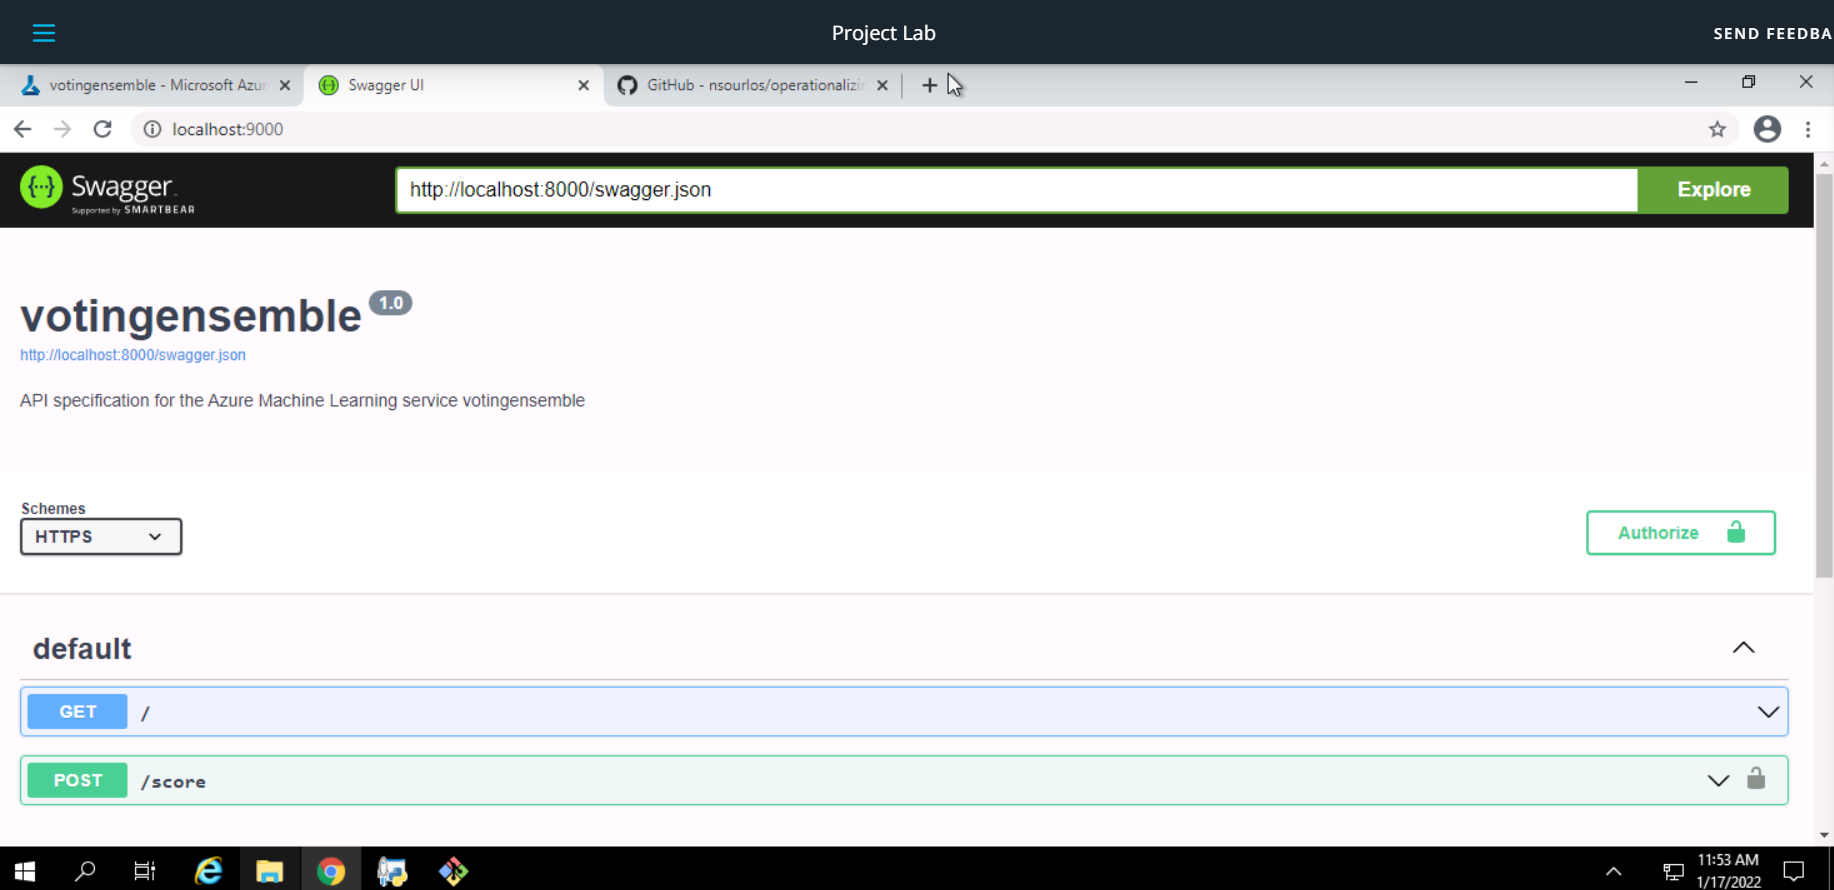 Project Lab
SEND FEEDBA
votingensemble - Microsoft Azur
Swagger UI
GitHub - nsourlos/operationalizin
localhost:9000
Swagger
Supported by SMARTBEAR
http://localhost:8000/swagger.json
Explore
votingensemble 1.0
http://localhost:8000/swagger.json
API specification for the Azure Machine Learning service votingensemble
Schemes
HTTPS
Authorize
default
GET /
POST /score
11:53 AM
1/17/2022